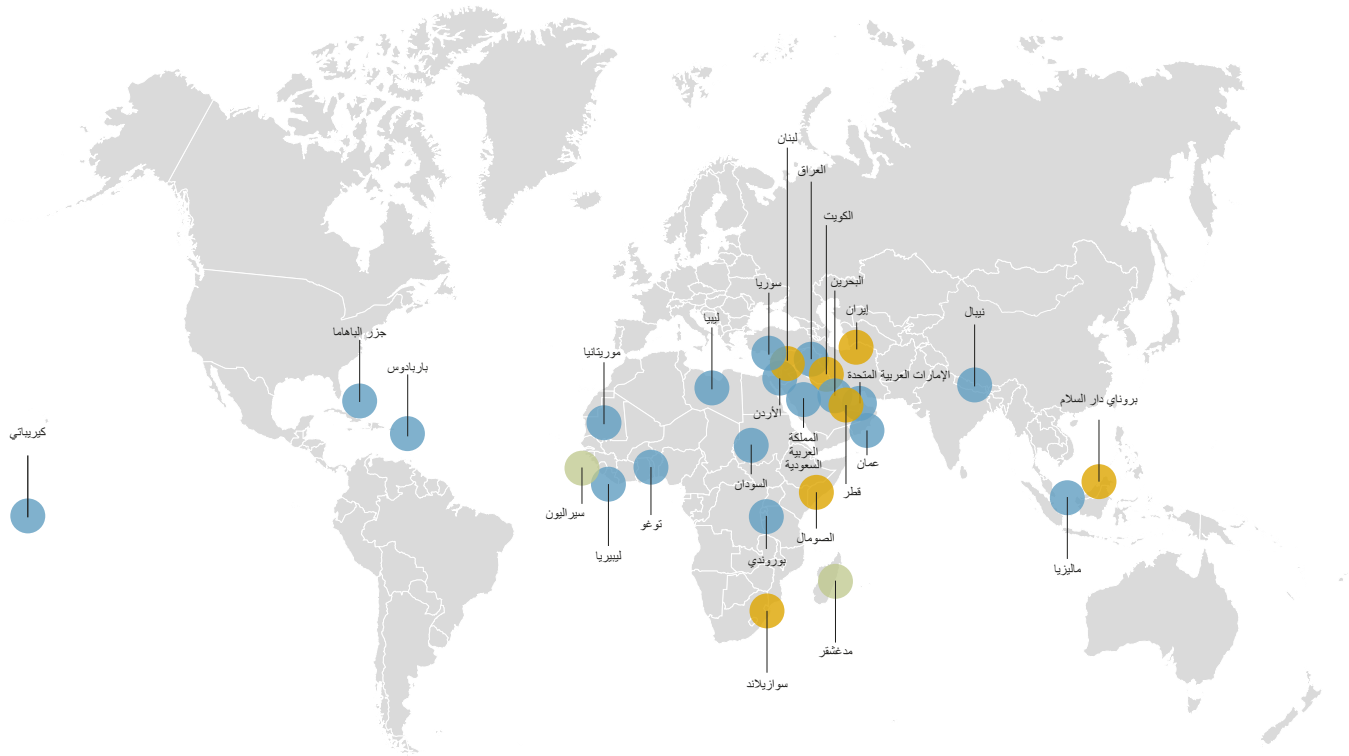 لبنان
العراق
الكويت
البحرين
سوريا
إيران
نيبال
ليبيا
جزر الباهاما
موريتانيا
باربادوس
الإمارات العربية المتحدة
بروناي دار السلام
الأردن
كيريباتي
المملكة
العربية
السعودية
عمان
السودان
قطر
سيراليون
توغو
الصومال
ليبيريا
بوروندي
ماليزيا
مدغشقر
سوازيلاند